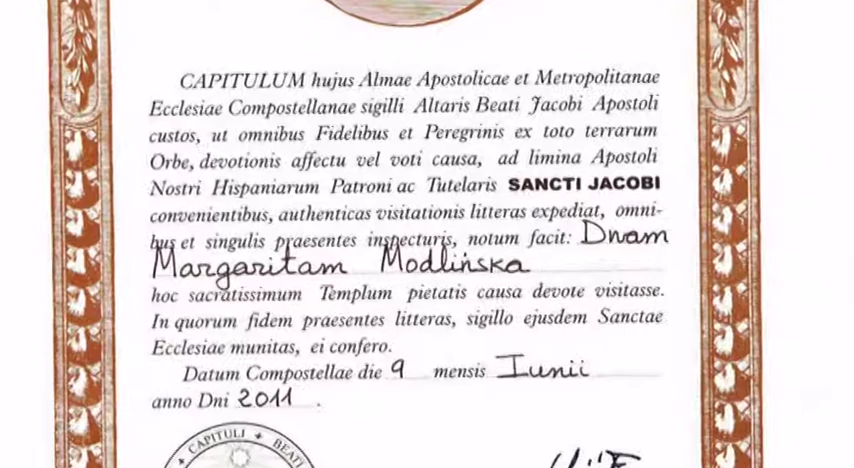 CAPITULUM hujus Almae Apostolicae et Metropolitanae
Ecclesiae Compostellanae sigilli Altaris Beati Jacobi Apostoli
custos, ut omnibus Fidelibus et Peregrinis ex toto terrarum
Orbe, devotionis affectu vel voti causa, ad limina Apostoli
Nostri Hispaniarum Patroni ac Tutelaris SANCTI JACOBI
convenientibus, authenticas visitationis litteras expediat, omni-
bus et singulis praesentes inspecturis, notum facit: Dnam
Margaritam Modlińska
hoc sacratissimum Templum pietatis causa devote visitasse.
In quorum fidem praesentes litteras, sigillo ejusdem Sanctae
Ecclesiae munitas, ei confero.
Datum Compostellae die 9 mensis Iunii
anno Dni 2011 .
CAPITULI + BEATI